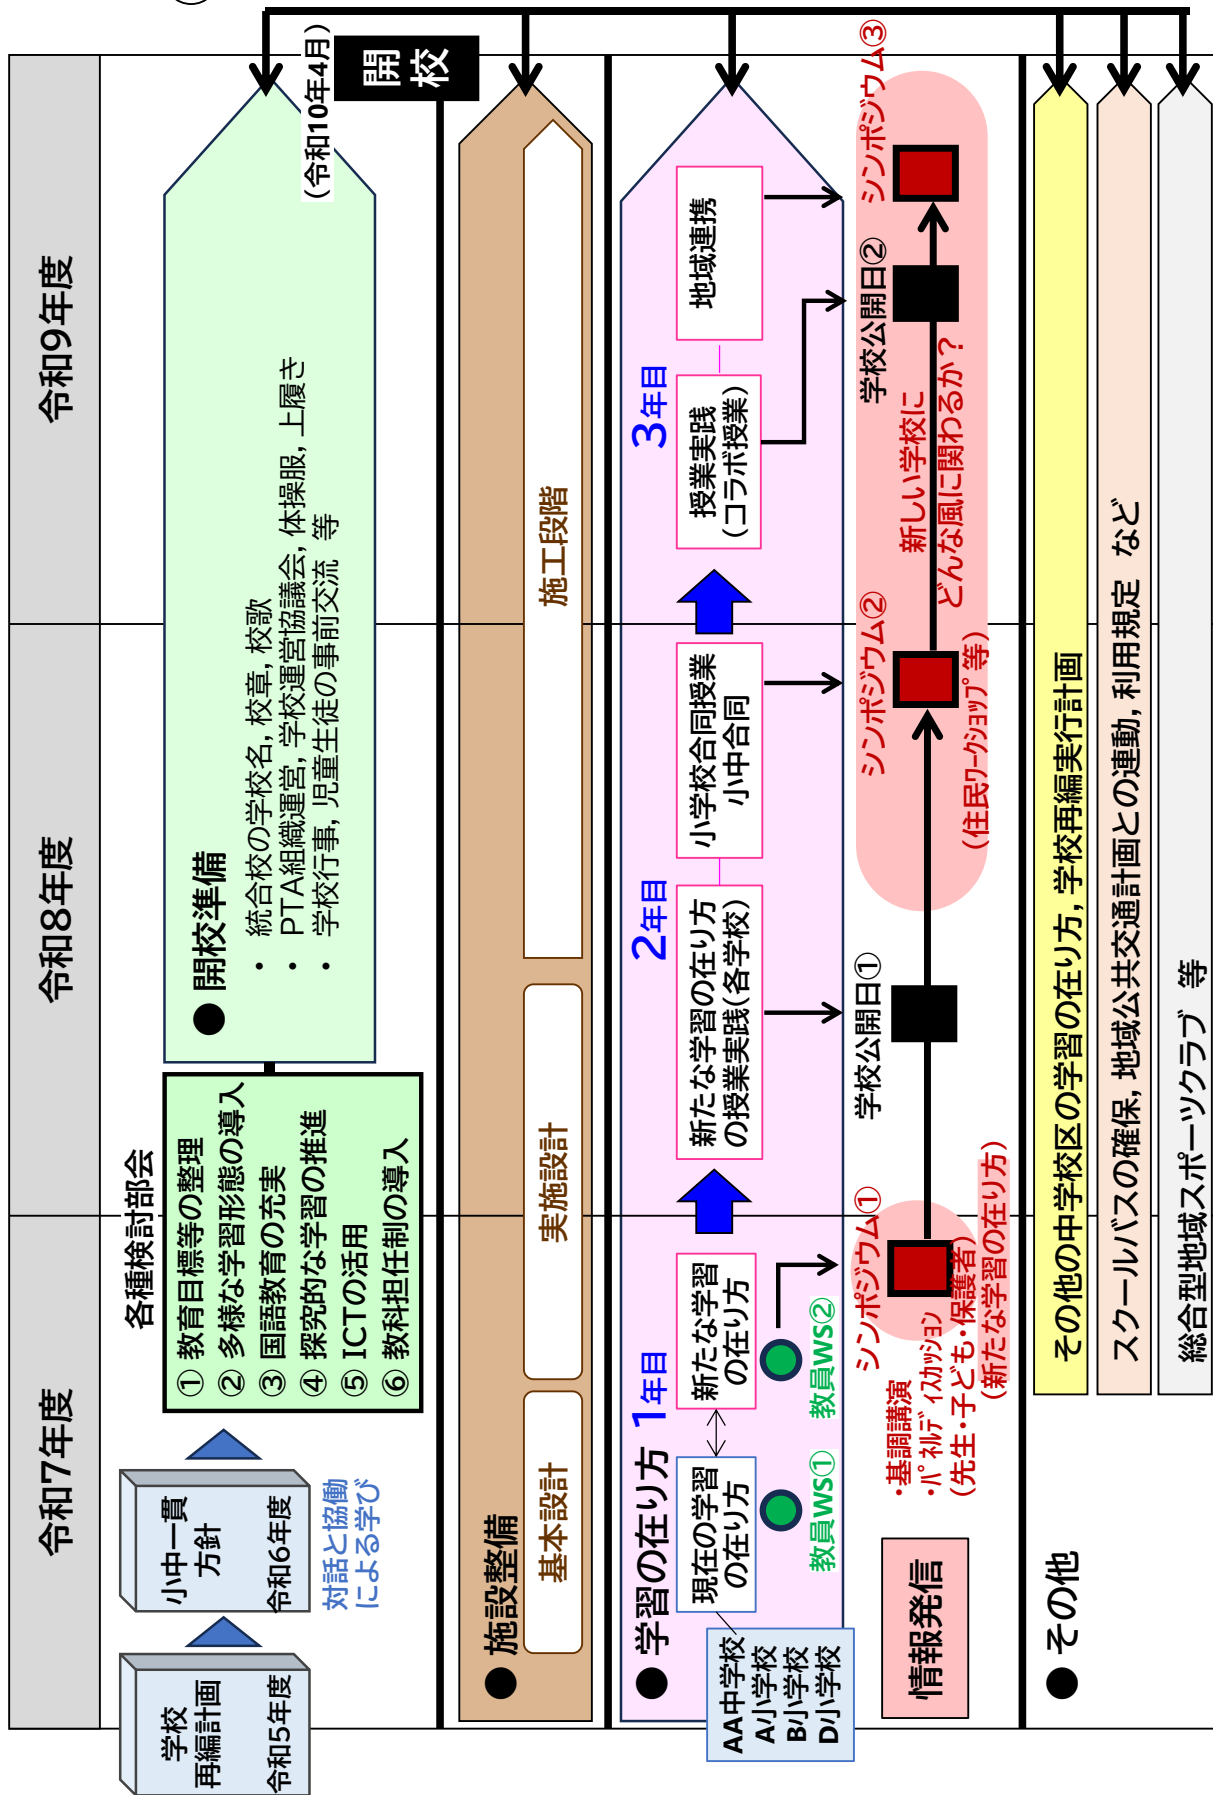 令和7年度
令和8年度
令和9年度
学校
再編計画
令和5年度
小中一貫
方針
令和6年度
対話と協働
による学び
各種検討部会
① 教育目標等の整理
② 多様な学習形態の導入
③ 国語教育の充実
④ 探究的な学習の推進
⑤ ICTの活用
⑥ 教科担任制の導入
● 開校準備
・ 統合校の学校名，校章，校歌
・ PTA組織運営，学校運営協議会，体操服，上履き
・ 学校行事，児童生徒の事前交流 等
（令和10年4月）
開
校
● 施設整備
基本設計
実施設計
施工段階
● 学習の在り方
1年目
2年目
3年目
AA中学校
A小学校
B小学校
D小学校
現在の学習
の在り方
新たな学習
の在り方
新たな学習の在り方
の授業実践（各学校）
小学校合同授業
小中合同
授業実践
（コラボ授業）
地域連携
教員WS①
教員WS②
情報発信
シンポジウム①
・基調講演
・ﾊﾟﾈﾙﾃﾞｨｽｶｯｼｮﾝ
（先生・子ども・保護者）
（新たな学習の在り方）
学校公開日①
シンポジウム②
（住民ﾜｰｸｼｮｯﾌﾟ等）
新しい学校に
どんな風に関わるか？
学校公開日②
シンポジウム③
● その他
その他の中学校区の学習の在り方，学校再編実行計画
スクールバスの確保，地域公共交通計画との連動，利用規定 など
総合型地域スポーツクラブ 等